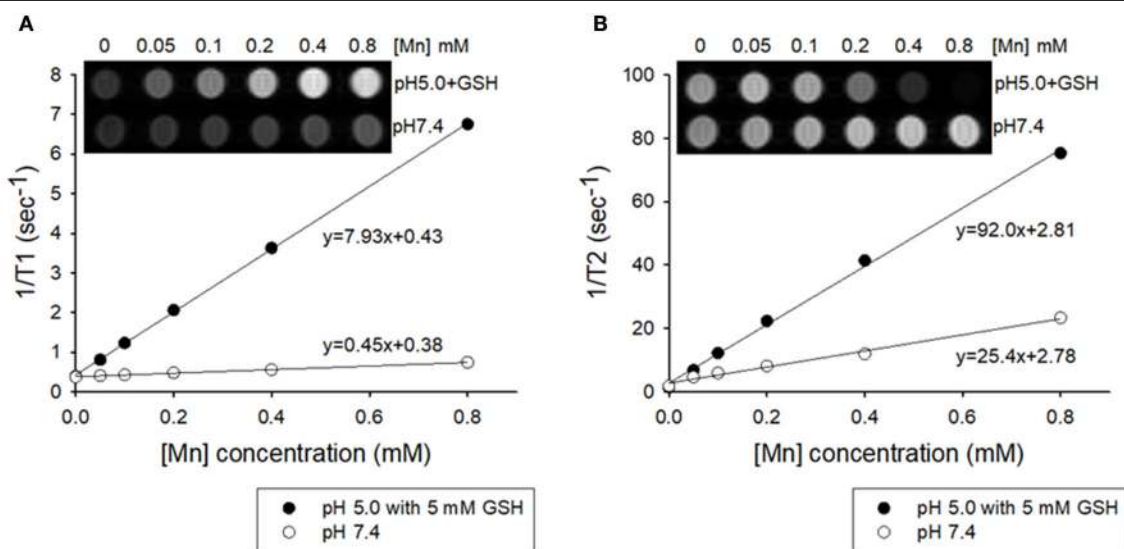 A
0 0.05 0.1 0.2 0.4 0.8 [Mn] mM
pH5.0+GSH
pH7.4
8
7
6
5
4
3
2
1
0
1/T1 (sec⁻¹)
y=7.93x+0.43
y=0.45x+0.38
0.0 0.2 0.4 0.6 0.8
[Mn] concentration (mM)
pH 5.0 with 5 mM GSH
pH 7.4
B
0 0.05 0.1 0.2 0.4 0.8 [Mn] mM
pH5.0+GSH
pH7.4
100
80
60
40
20
0
1/T2 (sec⁻¹)
y=92.0x+2.81
y=25.4x+2.78
0.0 0.2 0.4 0.6 0.8
[Mn] concentration (mM)
pH 5.0 with 5 mM GSH
pH 7.4